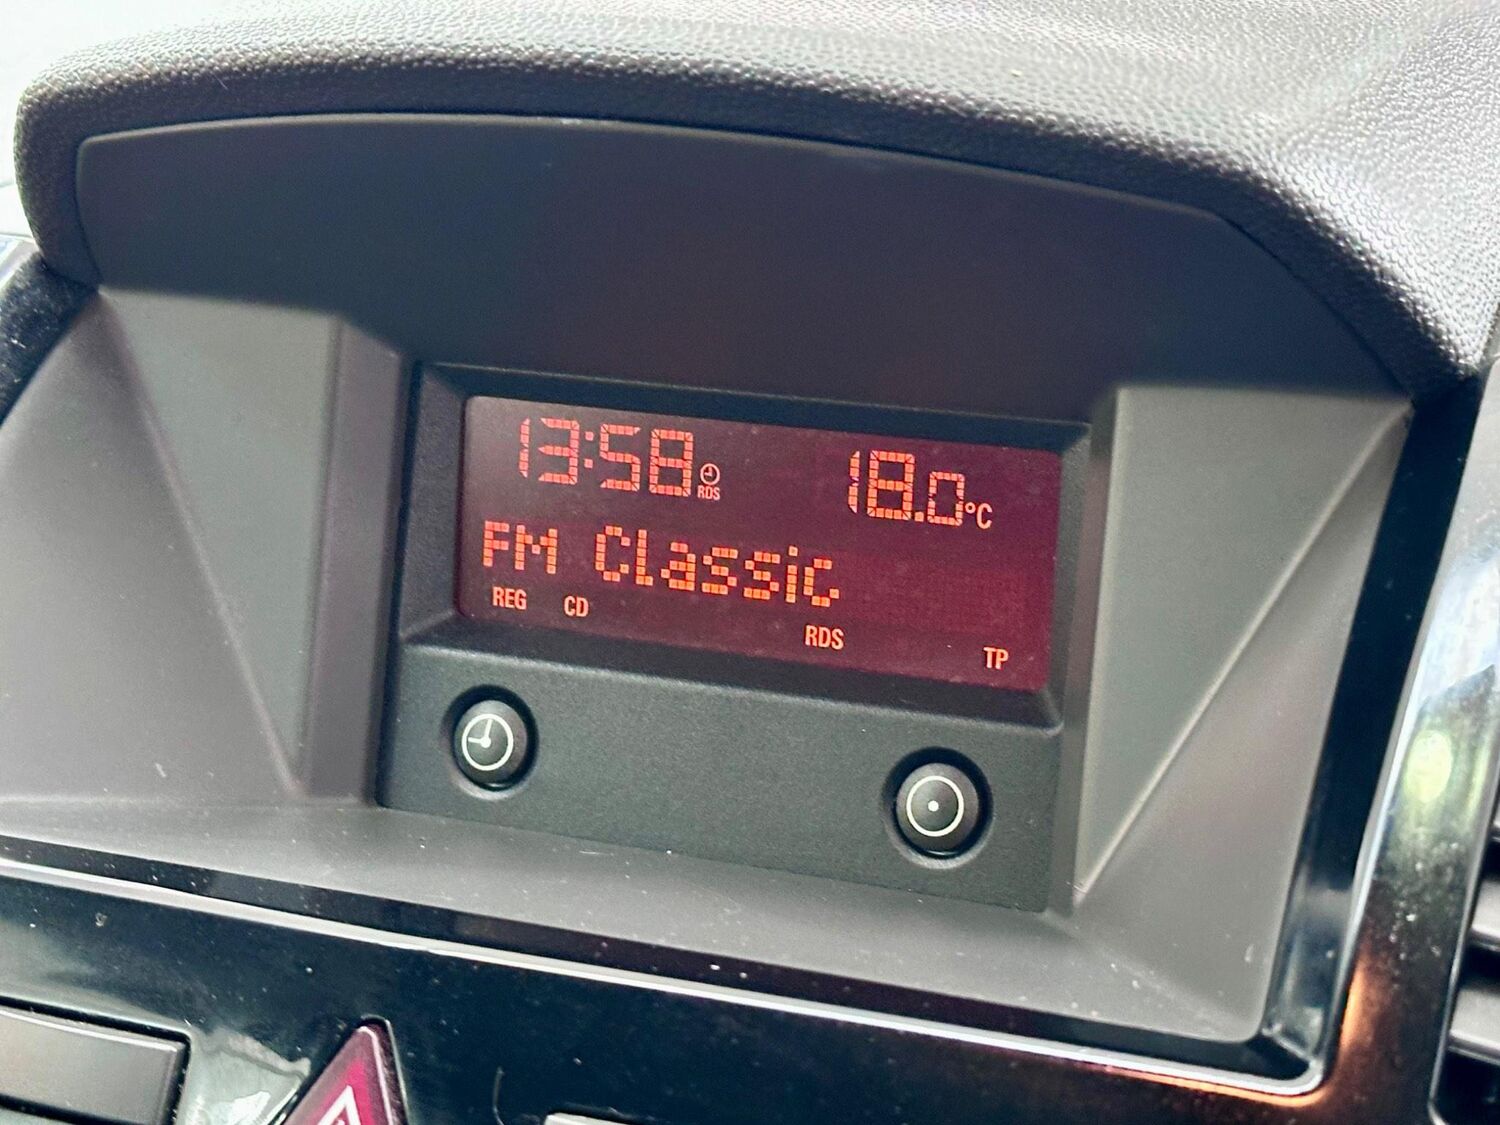 13:58 RDS 18.0°C
FM Classic
REG CD RDS TP